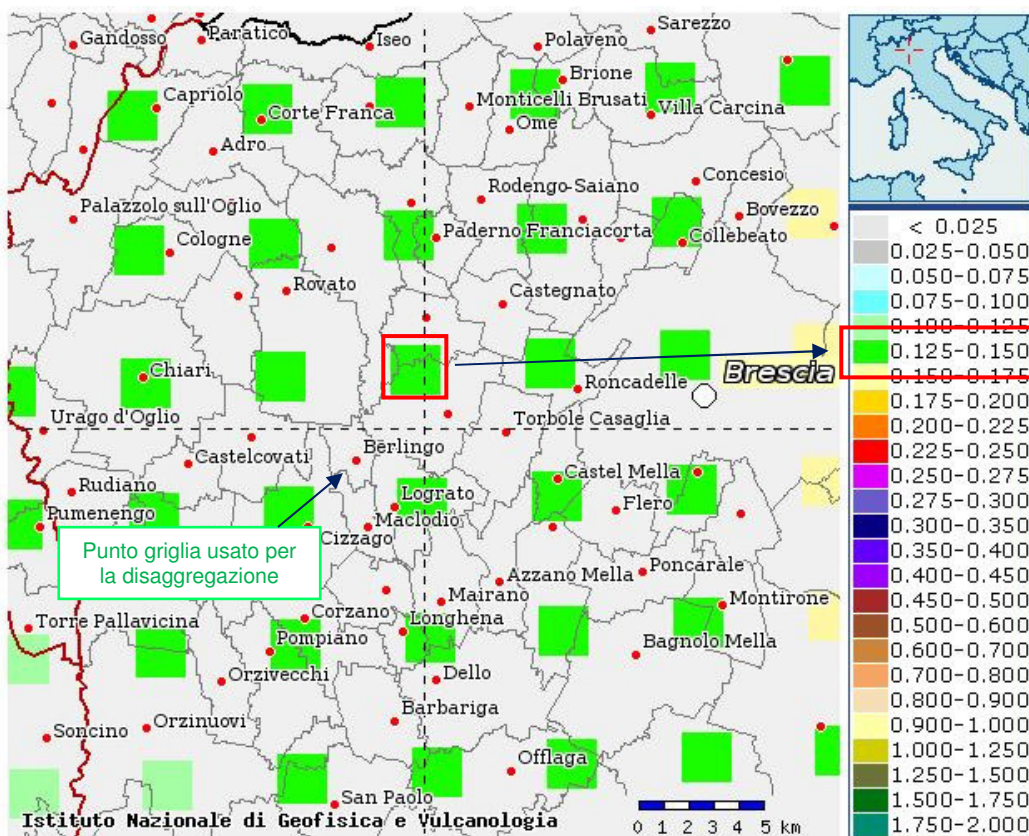 Gandosso
Paratico
Iseo
Polaveno
Sarezzo
Brione
Capriolo
Corte Franca
Monticelli Brusati
Villa Carcina
Ome
Adro
Concesio
Rodengo-Saiano
Palazzolo sull'Oglio
Bovezzo
Cologne
Paderno Franciacorta
Collebeato
Rovato
Castegnato
Chiari
Brescia
Roncadelle
Urago d'Oglio
Torbole Casaglia
Berlingo
Castelcovati
Castel Mella
Rudiano
Lograto
Pumenengo
Flero
Maclodio
Cizzago
Punto griglia usato per
la disaggregazione
Azzano Mella
Poncarale
Mairano
Montirone
Corzano
Longhena
Torre Pallavicina
Pompiano
Bagnolo Mella
Orzivecchi
Dello
Barbariga
Soncino
Orzinuovi
Offlaga
San Paolo
Istituto Nazionale di Geofisica e Vulcanologia
0 1 2 3 4 5 km
< 0.025
0.025-0.050
0.050-0.075
0.075-0.100
0.100-0.125
0.125-0.150
0.150-0.175
0.175-0.200
0.200-0.225
0.225-0.250
0.250-0.275
0.275-0.300
0.300-0.350
0.350-0.400
0.400-0.450
0.450-0.500
0.500-0.600
0.600-0.700
0.700-0.800
0.800-0.900
0.900-1.000
1.000-1.250
1.250-1.500
1.500-1.750
1.750-2.000